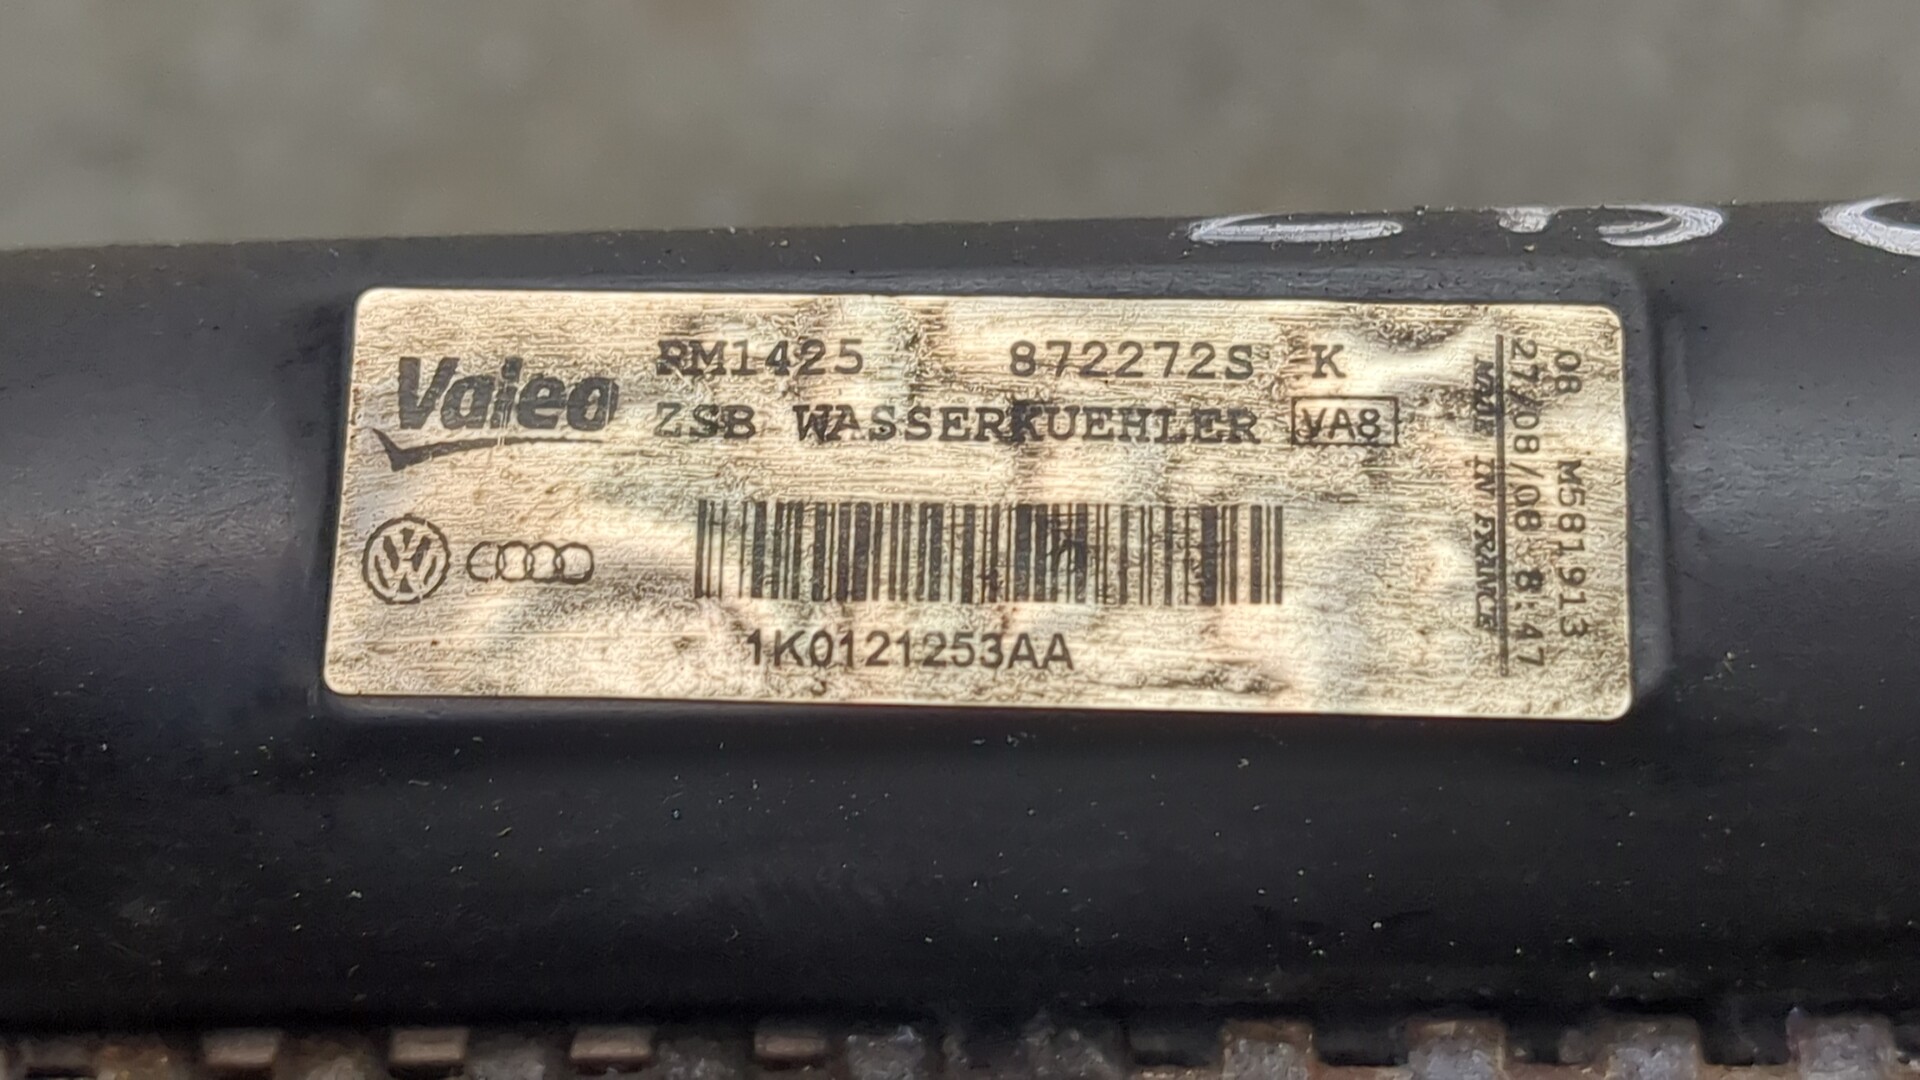 Valeo
RM1425 872272S K
ZSB WASSERKUEHLER VA8
1K0121253AA
MADE IN FRANCE
27/08/08 8:47
08 M581913